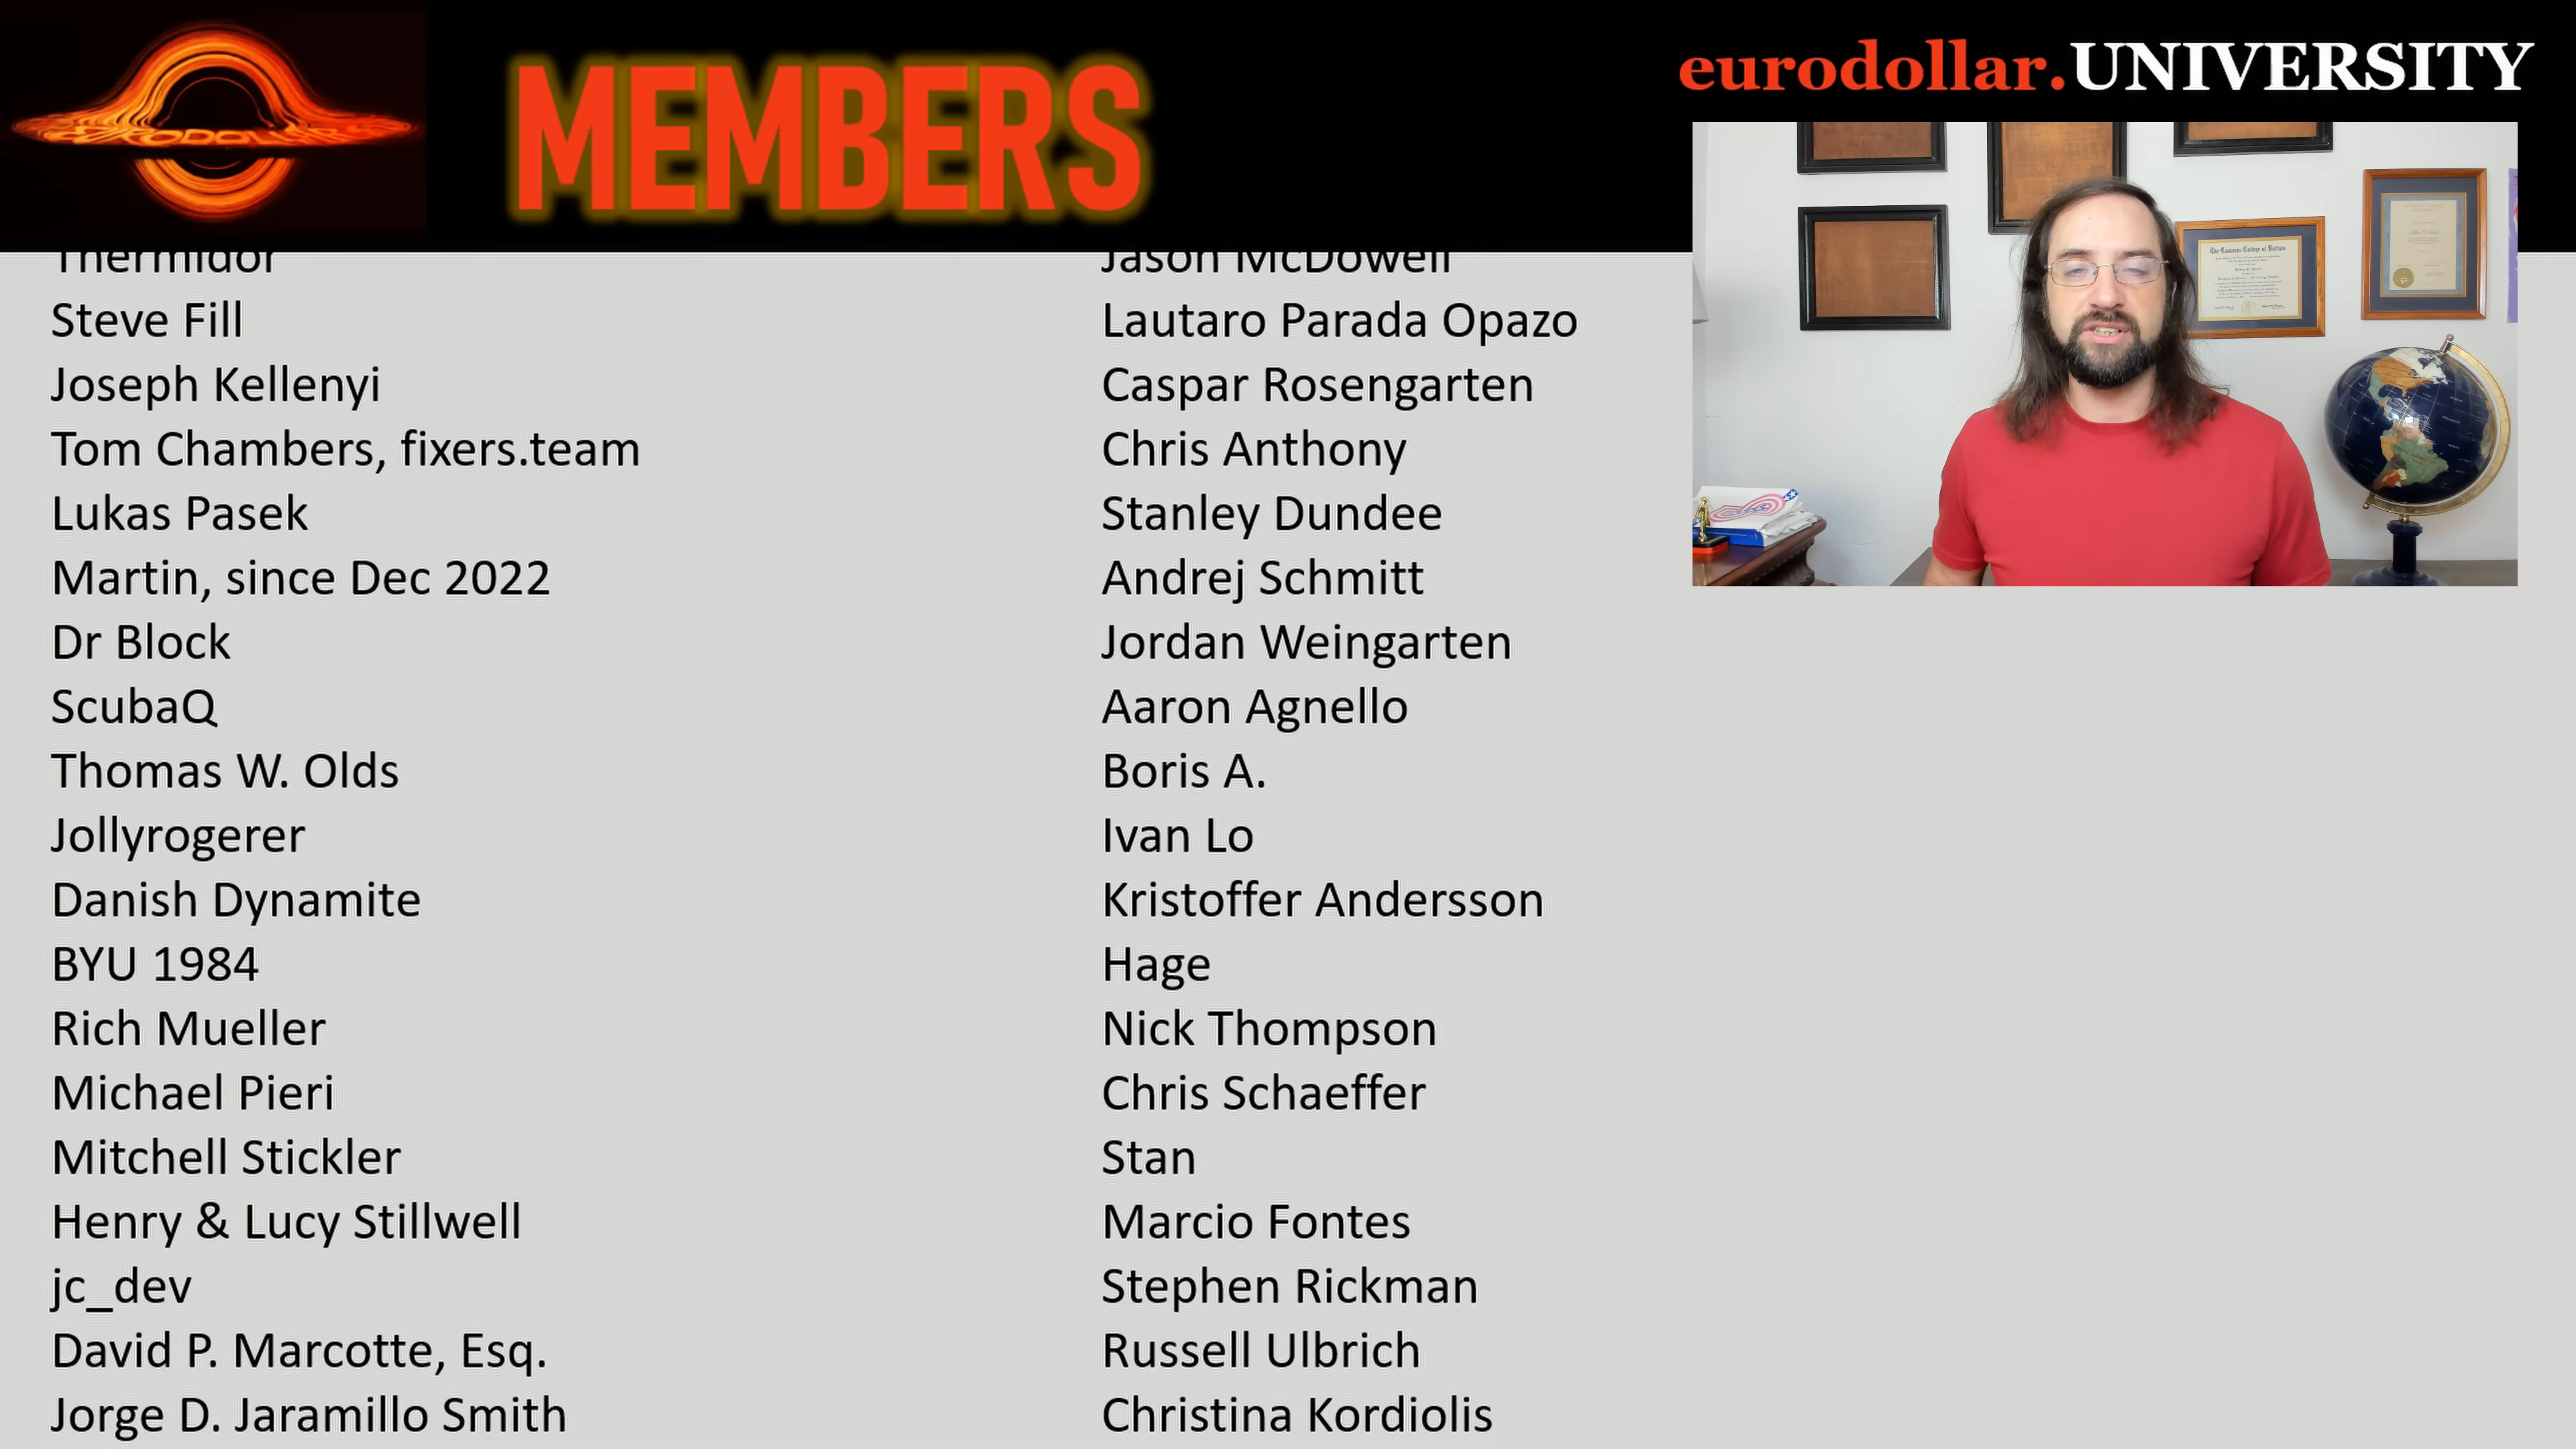 MEMBERS
eurodollar.UNIVERSITY
Thermidor
Steve Fill
Joseph Kellenyi
Tom Chambers, fixers.team
Lukas Pasek
Martin, since Dec 2022
Dr Block
ScubaQ
Thomas W. Olds
Jollyrogerer
Danish Dynamite
BYU 1984
Rich Mueller
Michael Pieri
Mitchell Stickler
Henry & Lucy Stillwell
jc_dev
David P. Marcotte, Esq.
Jorge D. Jaramillo Smith
Jason McDowell
Lautaro Parada Opazo
Caspar Rosengarten
Chris Anthony
Stanley Dundee
Andrej Schmitt
Jordan Weingarten
Aaron Agnello
Boris A.
Ivan Lo
Kristoffer Andersson
Hage
Nick Thompson
Chris Schaeffer
Stan
Marcio Fontes
Stephen Rickman
Russell Ulbrich
Christina Kordiolis